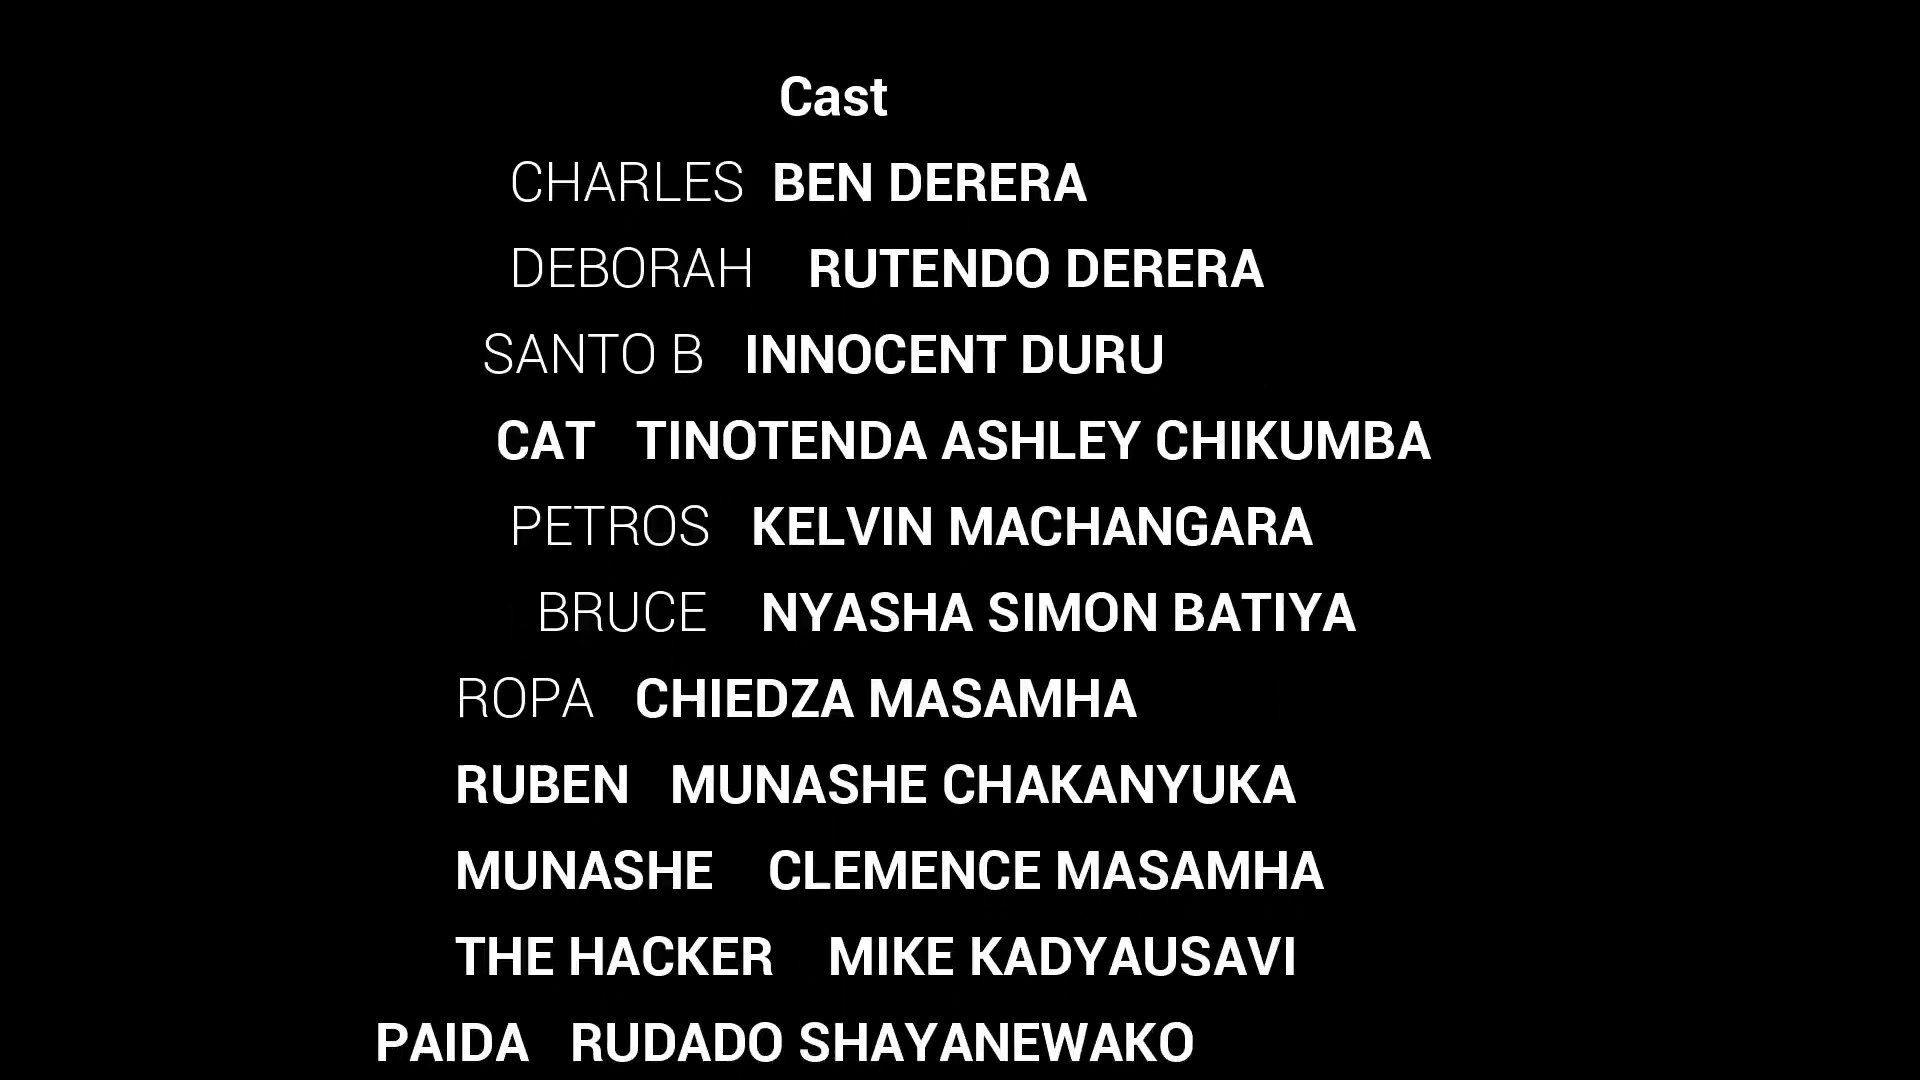 Cast
CHARLES BEN DERERA
DEBORAH RUTENDO DERERA
SANTO B INNOCENT DURU
CAT TINOTENDA ASHLEY CHIKUMBA
PETROS KELVIN MACHANGARA
BRUCE NYASHA SIMON BATIYA
ROPA CHIEDZA MASAMHA
RUBEN MUNASHE CHAKANYUKA
MUNASHE CLEMENCE MASAMHA
THE HACKER MIKE KADYAUSAVI
PAIDA RUDADO SHAYANEWAKO